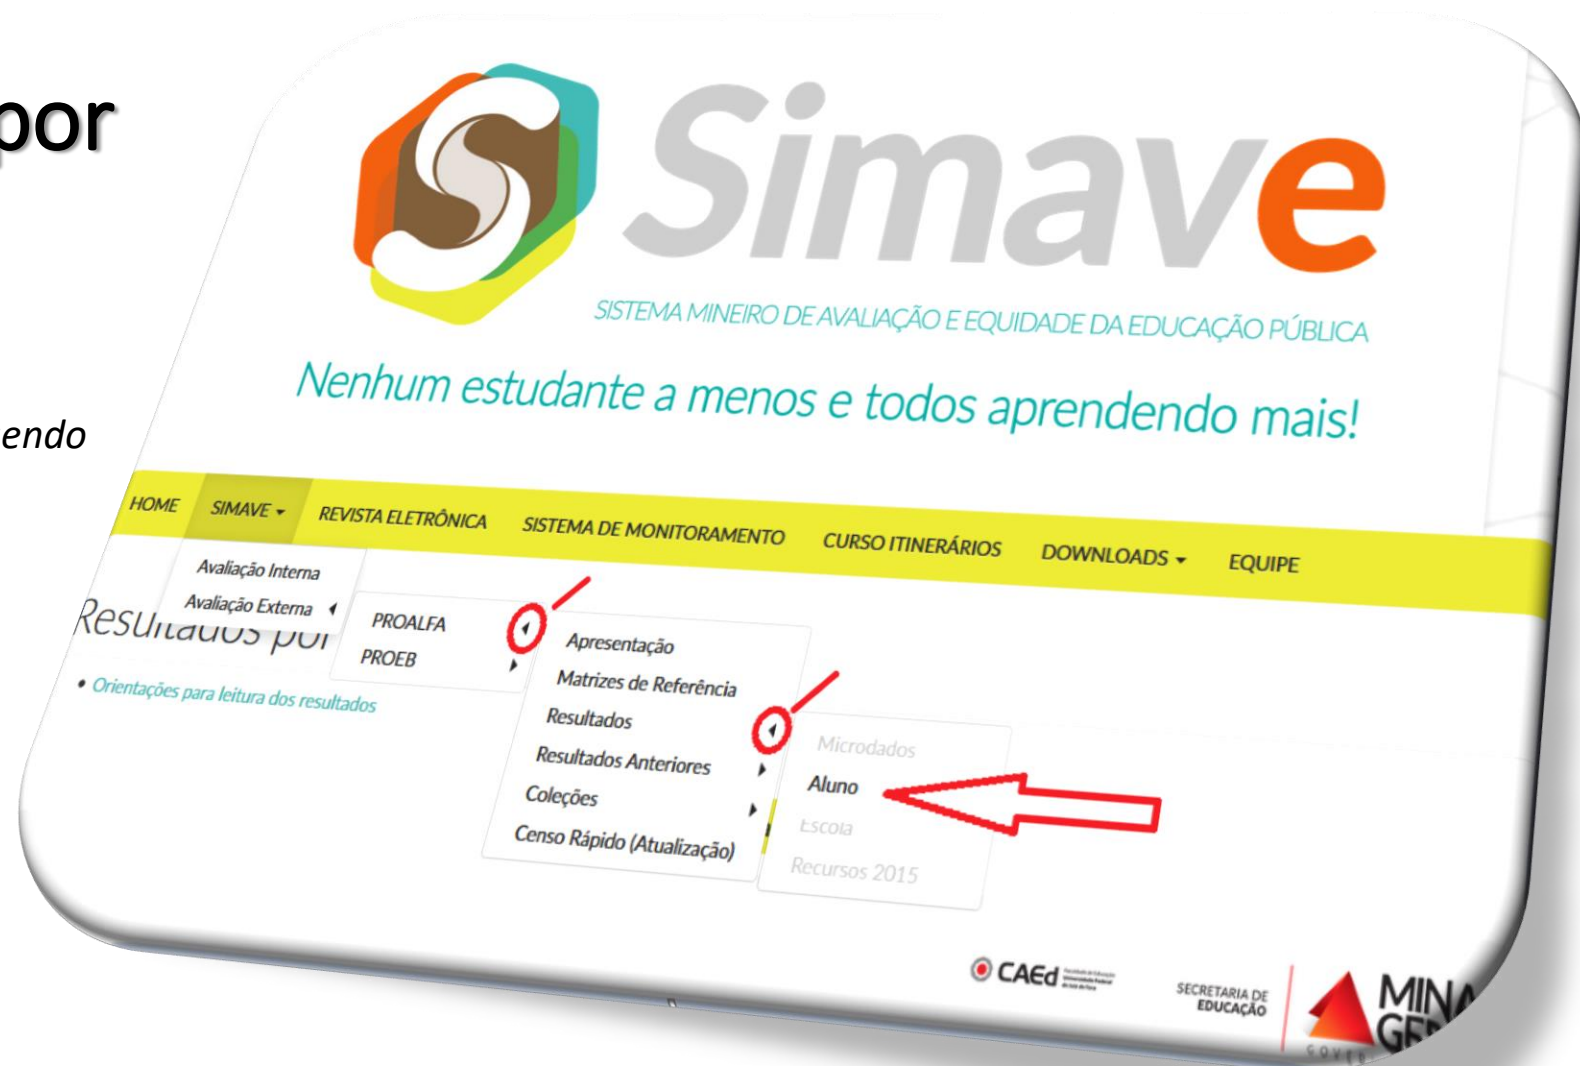 por
endo
Simave
SISTEMA MINEIRO DE AVALIAÇÃO E EQUIDADE DA EDUCAÇÃO PÚBLICA
Nenhum estudante a menos e todos aprendendo mais!
HOME SIMAVE REVISTA ELETRÔNICA SISTEMA DE MONITORAMENTO CURSO ITINERÁRIOS DOWNLOADS EQUIPE
Avaliação Interna
Avaliação Externa
Resultados por
PROALFA
PROEB
Orientações para leitura dos resultados
Apresentação
Matrizes de Referência
Resultados
Resultados Anteriores
Coleções
Censo Rápido (Atualização)
Microdados
Aluno
Escola
Recursos 2015
CAEd
SECRETARIA DE
EDUCAÇÃO
MINA
GER
GOVER